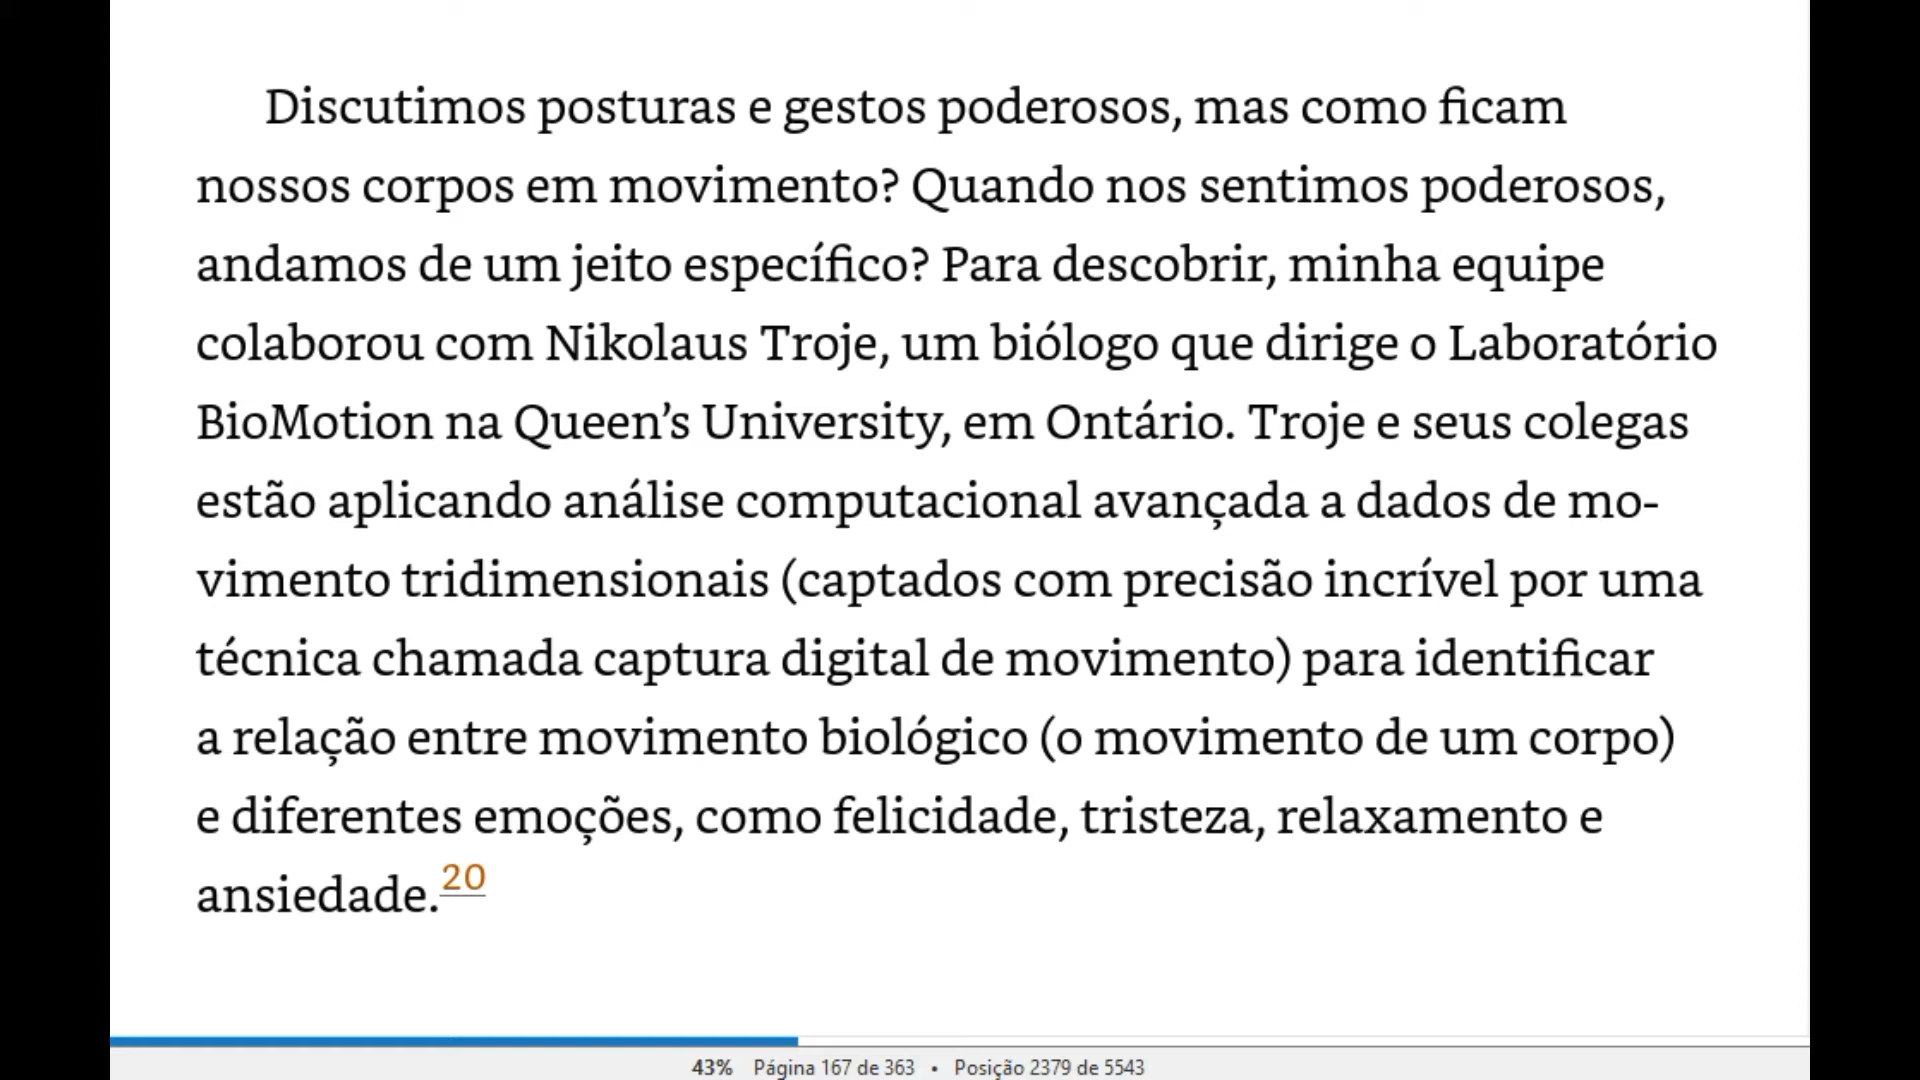 Discutimos posturas e gestos poderosos, mas como ficam
nossos corpos em movimento? Quando nos sentimos poderosos,
andamos de um jeito específico? Para descobrir, minha equipe
colaborou com Nikolaus Troje, um biólogo que dirige o Laboratório
BioMotion na Queen’s University, em Ontário. Troje e seus colegas
estão aplicando análise computacional avançada a dados de mo-
vimento tridimensionais (captados com precisão incrível por uma
técnica chamada captura digital de movimento) para identificar
a relação entre movimento biológico (o movimento de um corpo)
e diferentes emoções, como felicidade, tristeza, relaxamento e
ansiedade.20
43% Página 167 de 363 • Posição 2379 de 5543